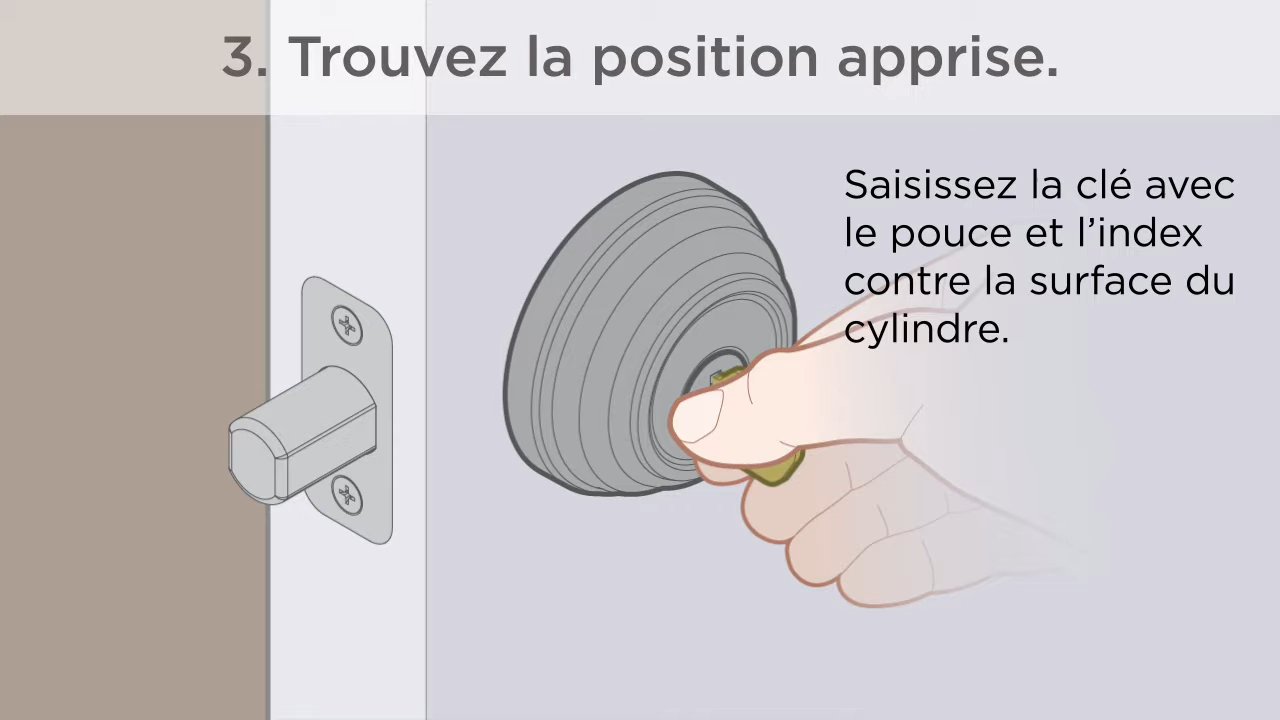 3. Trouvez la position apprise.
Saisissez la clé avec
le pouce et l’index
contre la surface du
cylindre.